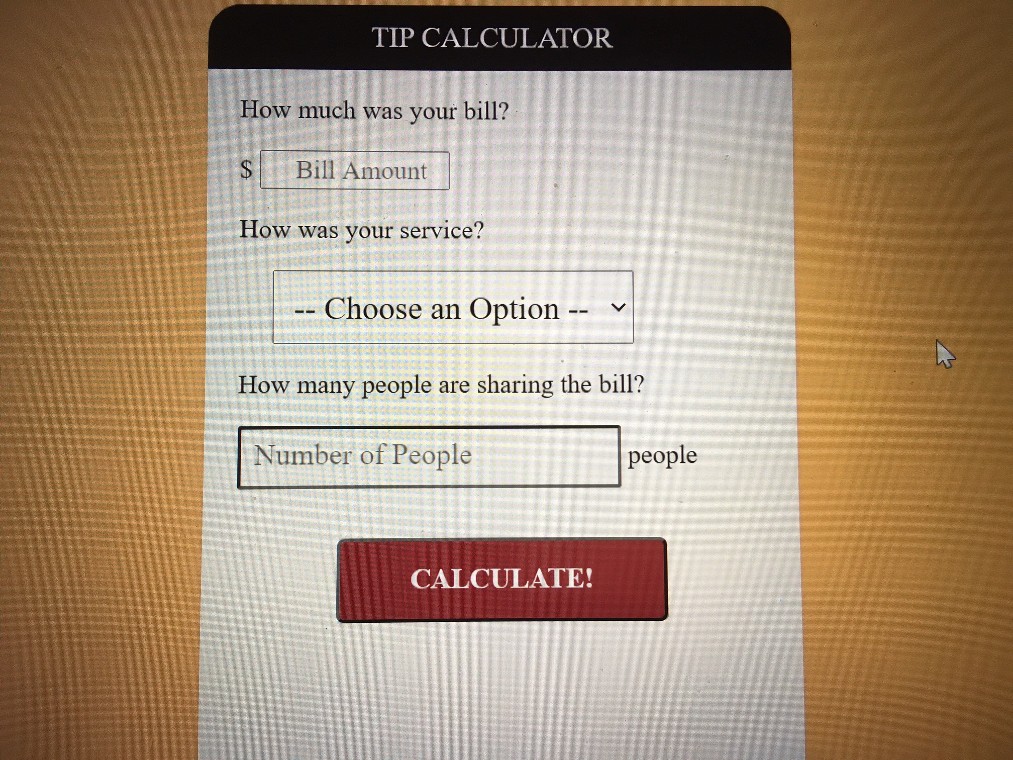 TIP CALCULATOR
How much was your bill?
$ Bill Amount
How was your service?
-- Choose an Option --
How many people are sharing the bill?
Number of People people
CALCULATE!